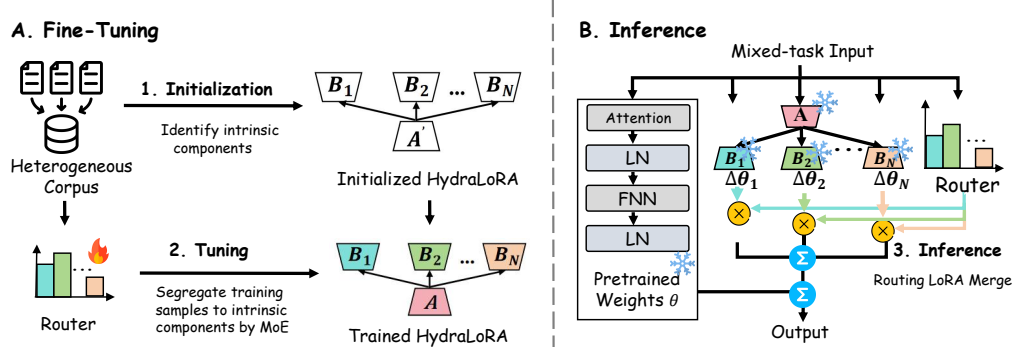 A. Fine-Tuning
Heterogeneous
Corpus
1. Initialization
Identify intrinsic
components
B1 B2 ... BN
A'
Initialized HydraLoRA
...
Router
2. Tuning
Segregate training
samples to intrinsic
components by MoE
B1 B2 ... BN
A
Trained HydraLoRA
B. Inference
Mixed-task Input
Attention
LN
FNN
LN
Pretrained
Weights θ
A
B1 B2 ... BN
Δθ1 Δθ2 ΔθN
...
Router
× × ×
3. Inference
Routing LoRA Merge
Σ
Σ
Output